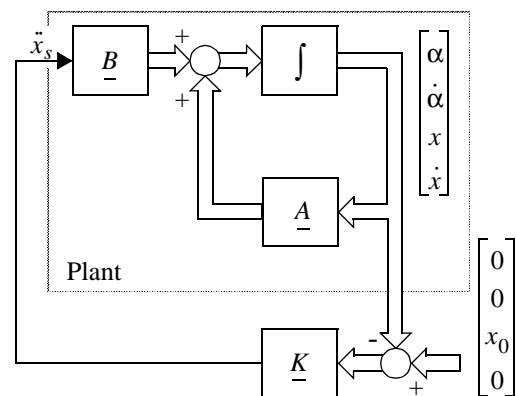 ẍₛ
B
+
+
∫
α
α̇
x
ẋ
A
Plant
0
0
x₀
0
K
-
+